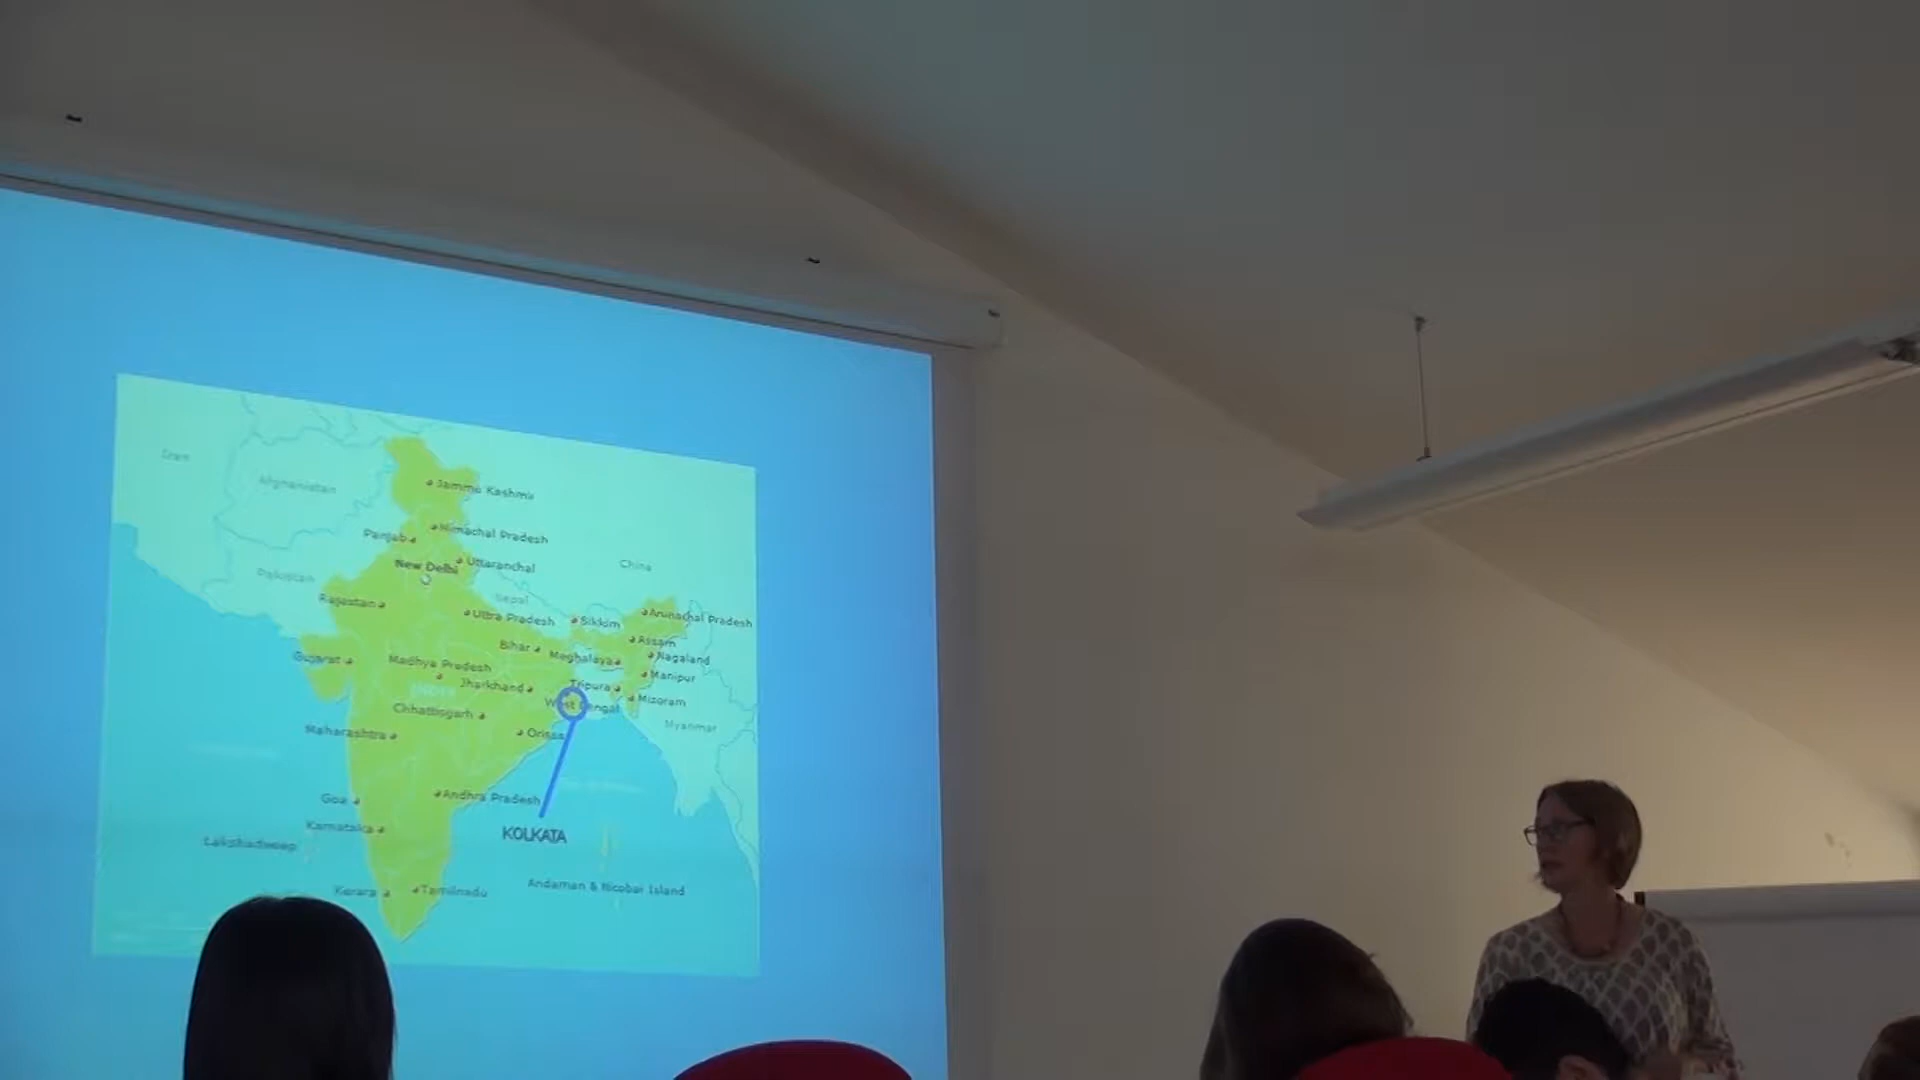 Iran
Afghanistan
Jammu Kashmir
Himachal Pradesh
Panjab
New Delhi
Uttaranchal
China
Pakistan
Nepal
Rajastan
Uttra Pradesh
Sikkim
Arunachal Pradesh
Assam
Bihar
Meghalaya
Nagaland
Gujarat
Madhya Pradesh
Manipur
Jharkhand
Tripura
INDIA
Mizoram
West Bengal
Chhattisgarh
Myanmar
Maharashtra
Orissa
Goa
Andhra Pradesh
Karnataka
KOLKATA
Lakshadweep
Andaman & Nicobar Island
Kerara
Tamilnadu